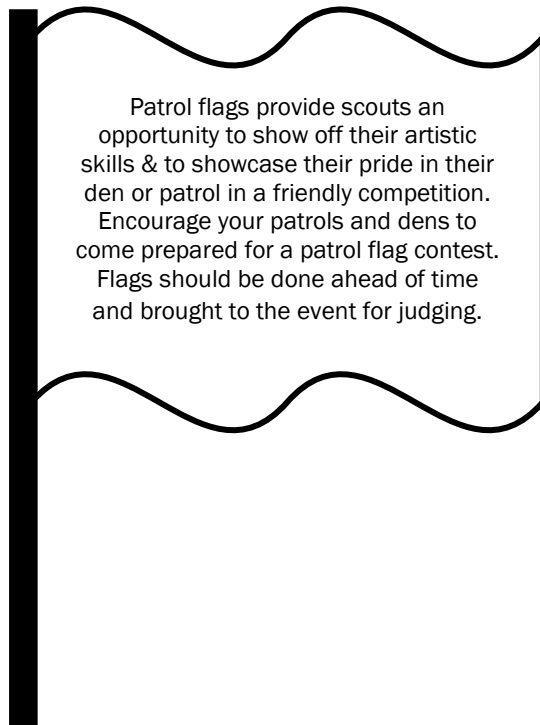 Patrol flags provide scouts an
opportunity to show off their artistic
skills & to showcase their pride in their
den or patrol in a friendly competition.
Encourage your patrols and dens to
come prepared for a patrol flag contest.
Flags should be done ahead of time
and brought to the event for judging.